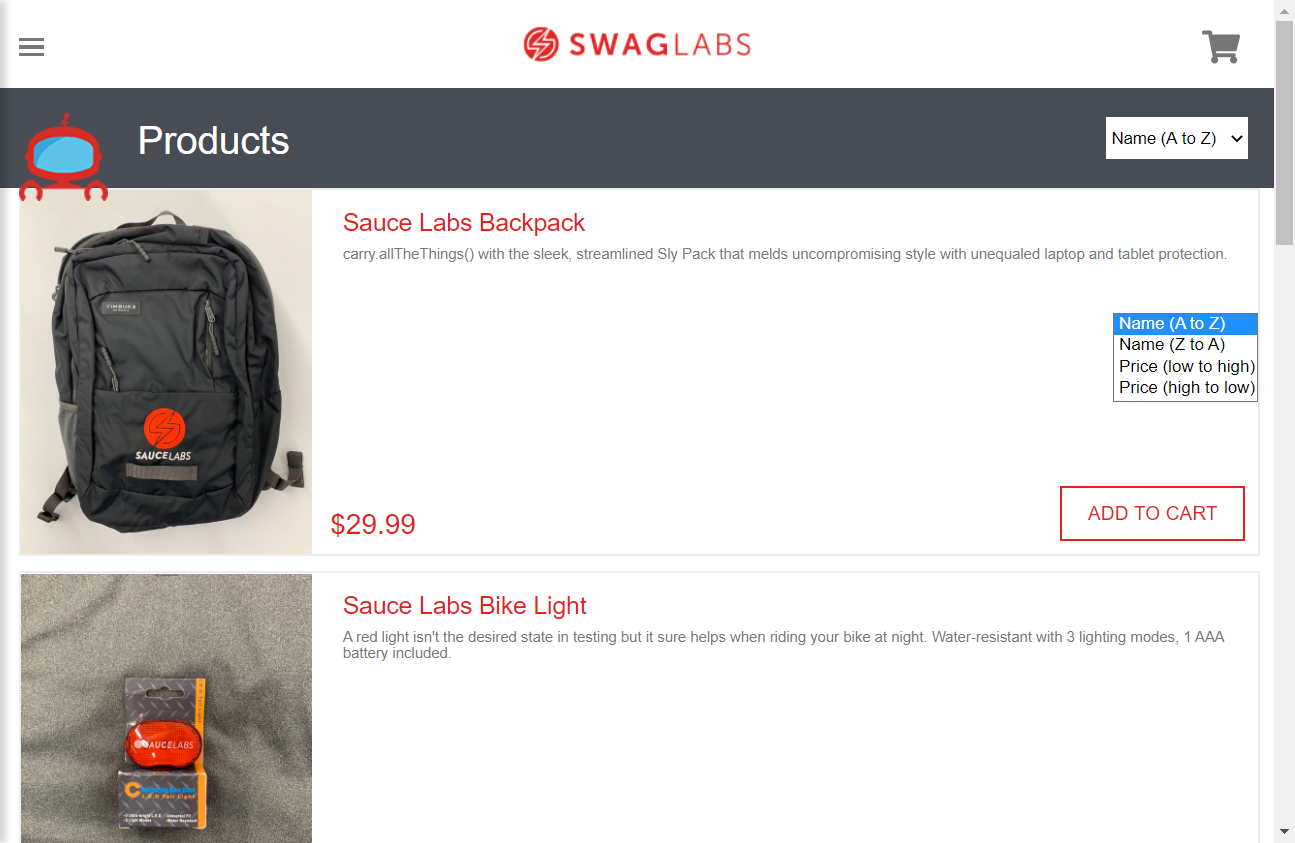 SWAGLABS
Products
Name (A to Z)
Sauce Labs Backpack
carry.allTheThings() with the sleek, streamlined Sly Pack that melds uncompromising style with unequaled laptop and tablet protection.
Name (A to Z)
Name (Z to A)
Price (low to high)
Price (high to low)
SAUCELABS
$29.99
ADD TO CART
Sauce Labs Bike Light
A red light isn't the desired state in testing but it sure helps when riding your bike at night. Water-resistant with 3 lighting modes, 1 AAA
battery included.
SAUCELABS